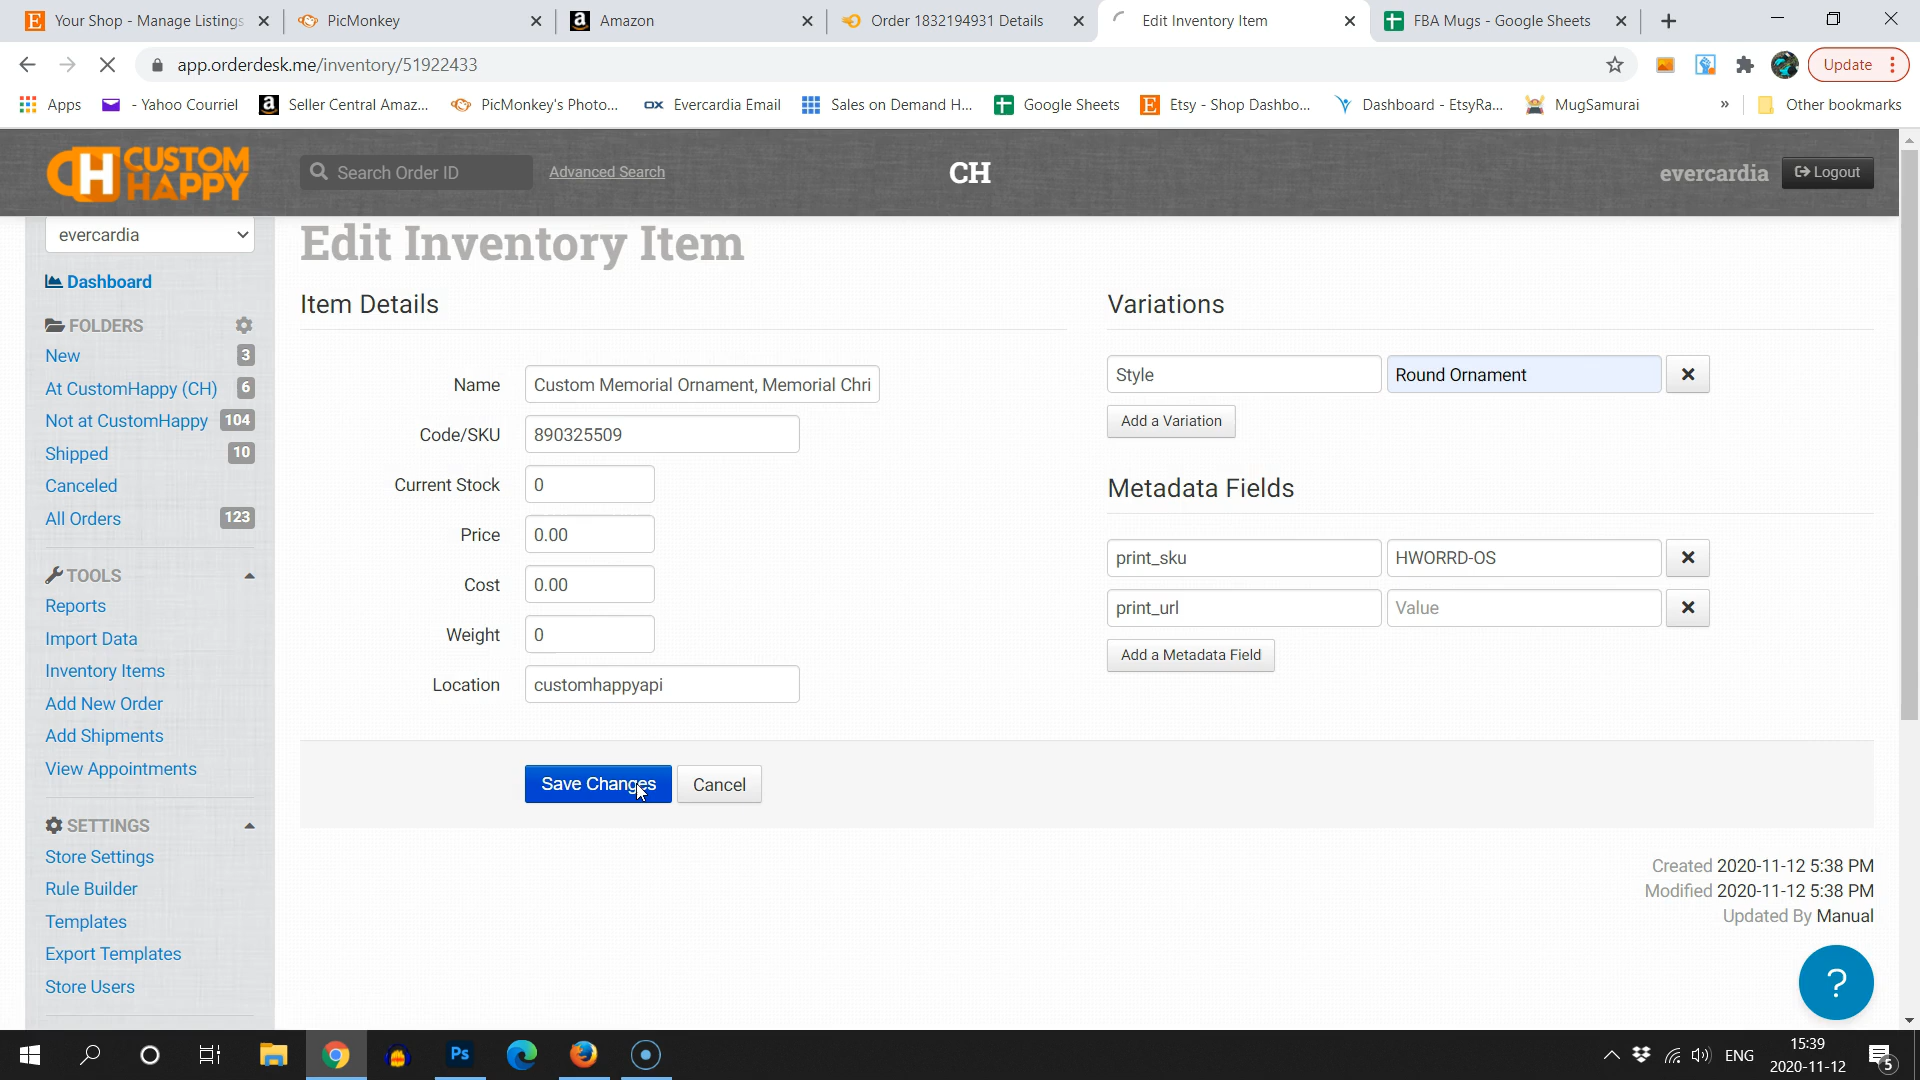 Your Shop - Manage Listings
PicMonkey
Amazon
Order 1832194931 Details
Edit Inventory Item
FBA Mugs - Google Sheets
app.orderdesk.me/inventory/51922433
Update
Apps
- Yahoo Courriel
Seller Central Amaz...
PicMonkey's Photo...
Evercardia Email
Sales on Demand H...
Google Sheets
Etsy - Shop Dashbo...
Dashboard - EtsyRa...
MugSamurai
»
Other bookmarks
CH CUSTOM HAPPY
Search Order ID
Advanced Search
CH
evercardia
Logout
evercardia
Dashboard
FOLDERS
New 3
At CustomHappy (CH) 6
Not at CustomHappy 104
Shipped 10
Canceled
All Orders 123
TOOLS
Reports
Import Data
Inventory Items
Add New Order
Add Shipments
View Appointments
SETTINGS
Store Settings
Rule Builder
Templates
Export Templates
Store Users
Edit Inventory Item
Item Details
Name Custom Memorial Ornament, Memorial Chri
Code/SKU 890325509
Current Stock 0
Price 0.00
Cost 0.00
Weight 0
Location customhappyapi
Save Changes
Cancel
Variations
Style Round Ornament
Add a Variation
Metadata Fields
print_sku HWORRD-OS
print_url Value
Add a Metadata Field
Created 2020-11-12 5:38 PM
Modified 2020-11-12 5:38 PM
Updated By Manual
?
Ps
ENG
15:39
2020-11-12
5